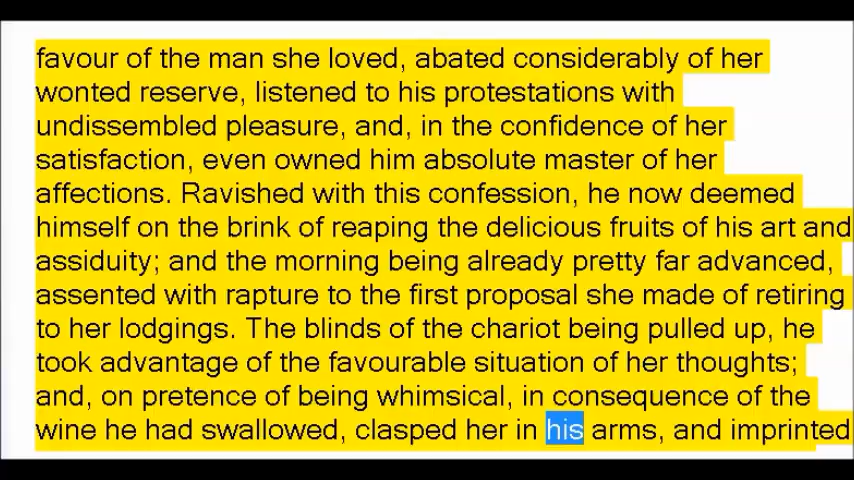 favour of the man she loved, abated considerably of her
wonted reserve, listened to his protestations with
undissembled pleasure, and, in the confidence of her
satisfaction, even owned him absolute master of her
affections. Ravished with this confession, he now deemed
himself on the brink of reaping the delicious fruits of his art and
assiduity; and the morning being already pretty far advanced,
assented with rapture to the first proposal she made of retiring
to her lodgings. The blinds of the chariot being pulled up, he
took advantage of the favourable situation of her thoughts;
and, on pretence of being whimsical, in consequence of the
wine he had swallowed, clasped her in his arms, and imprinted